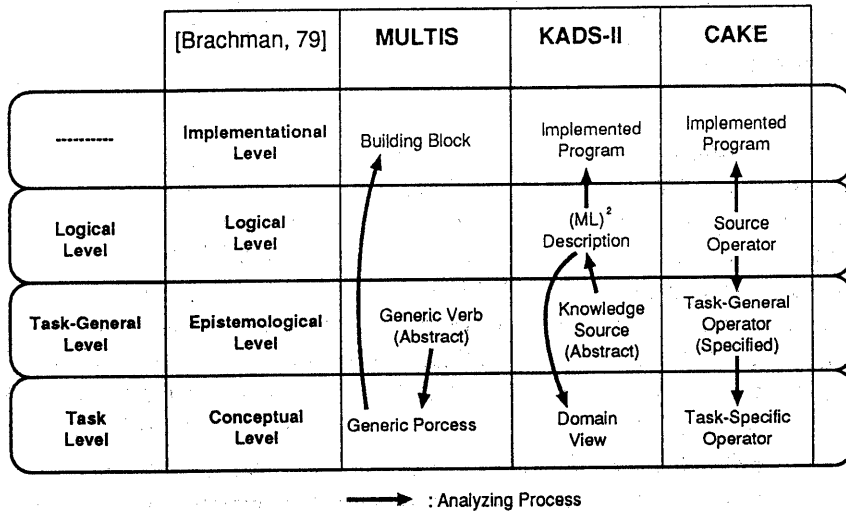 [Brachman, 79] MULTIS KADS-II CAKE
---------- Implementational Level Building Block Implemented Program Implemented Program
Logical Level Logical Level (ML)² Description Source Operator
Task-General Level Epistemological Level Generic Verb (Abstract) Knowledge Source (Abstract) Task-General Operator (Specified)
Task Level Conceptual Level Generic Porcess Domain View Task-Specific Operator
: Analyzing Process